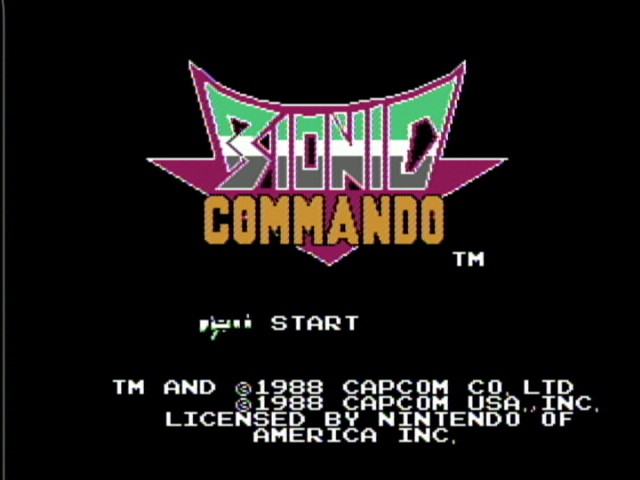 BIONIC
COMMANDO
TM
START
TM AND ©1988 CAPCOM CO. LTD
©1988 CAPCOM USA., INC.
LICENSED BY NINTENDO OF
AMERICA INC.